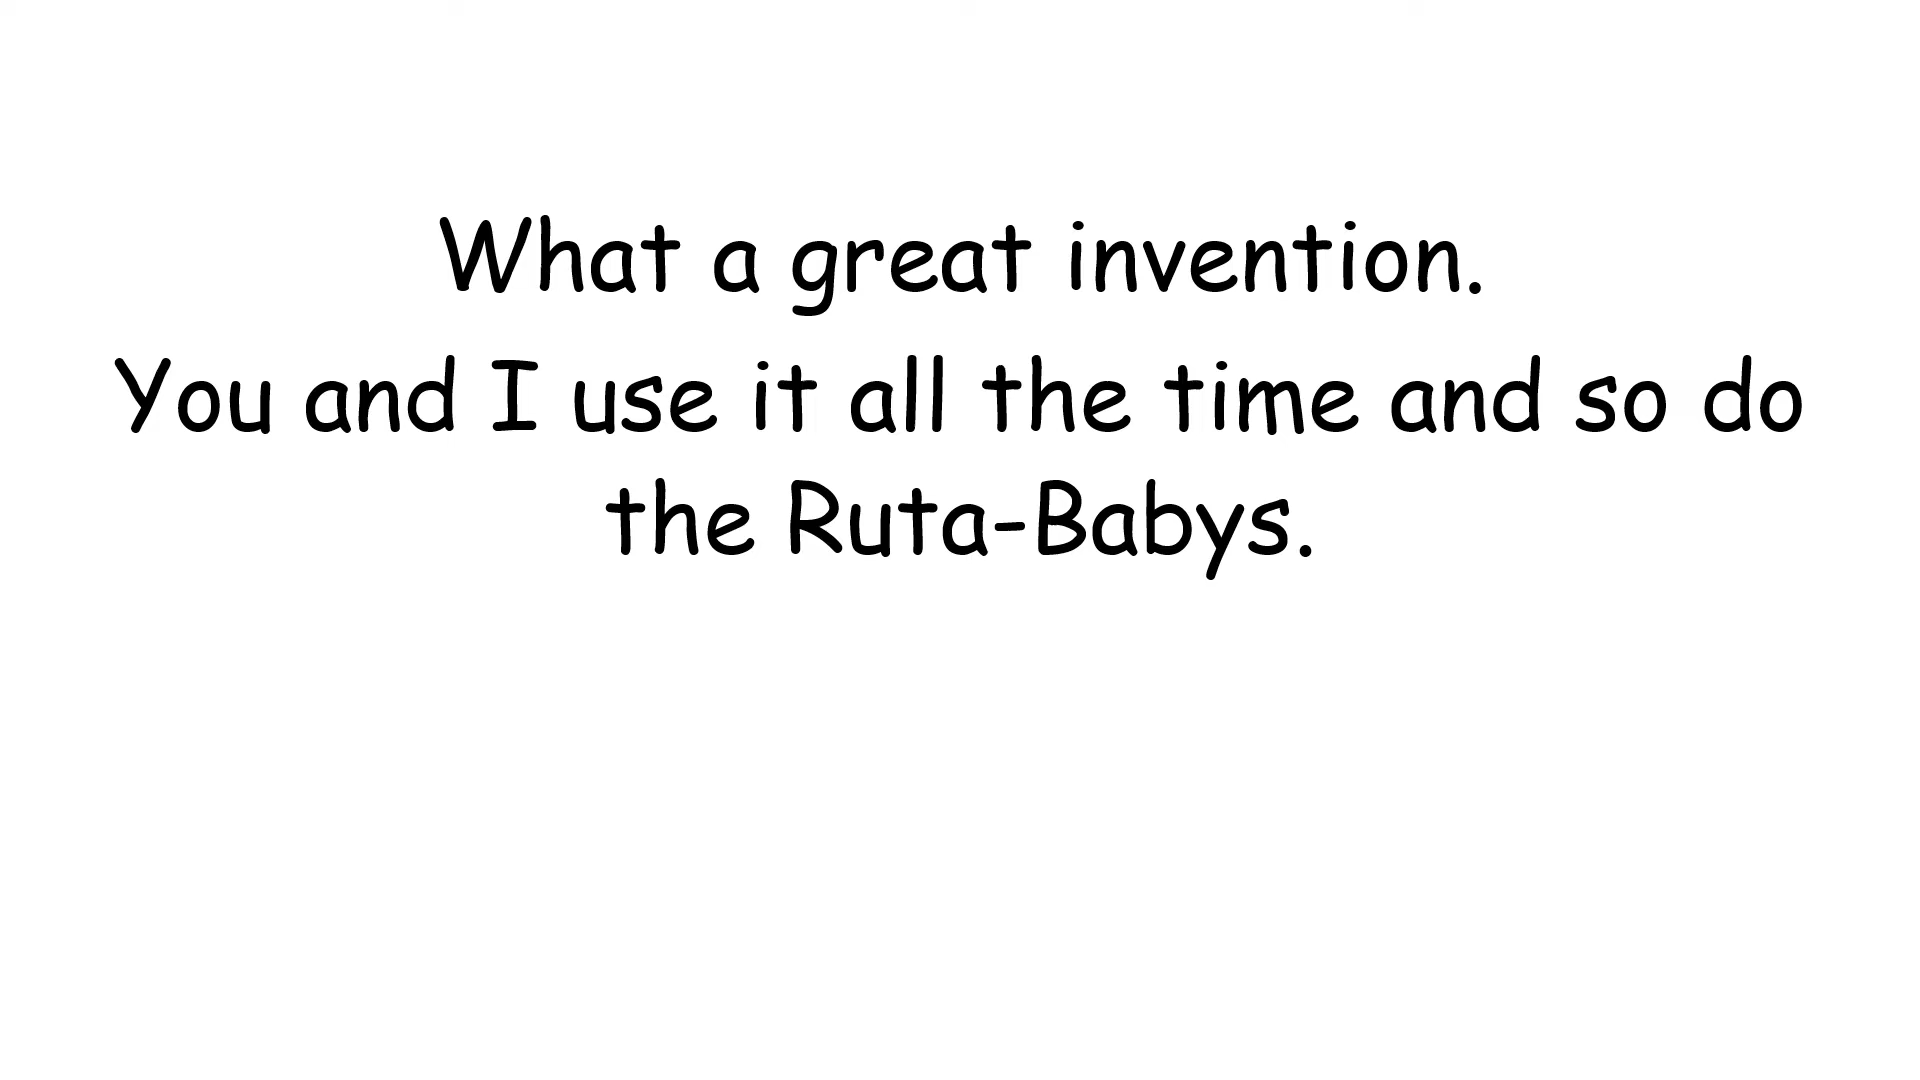 What a great invention.
You and I use it all the time and so do
the Ruta-Babys.